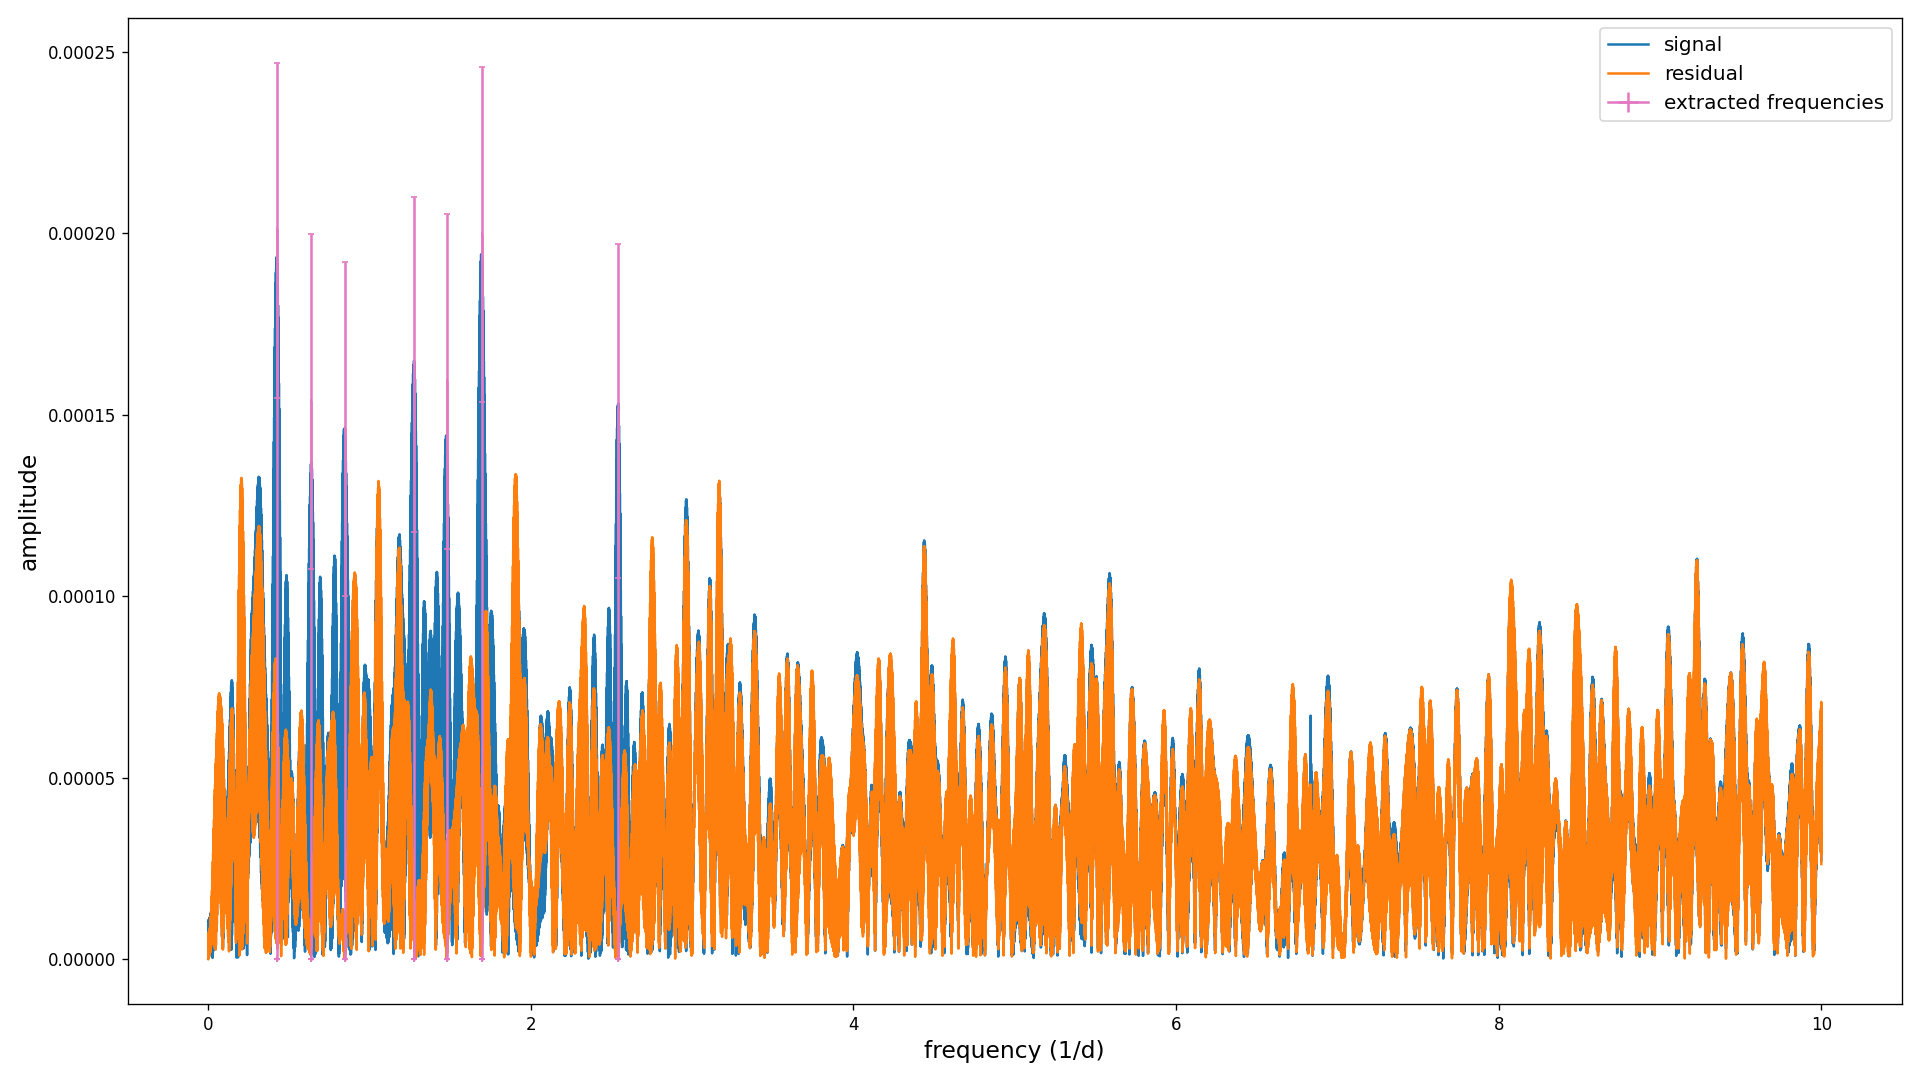 0.00025
0.00020
0.00015
0.00010
0.00005
0.00000
amplitude
0 2 4 6 8 10
frequency (1/d)
signal
residual
extracted frequencies